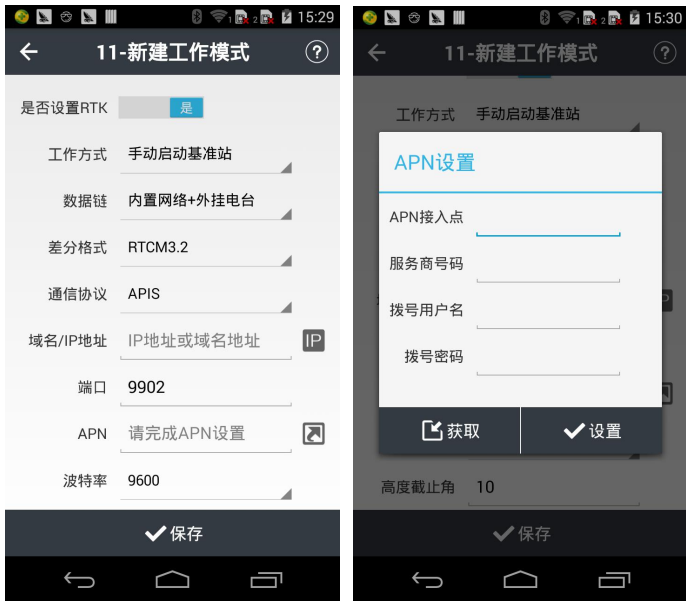 15:29
11-新建工作模式
是否设置RTK 是
工作方式 手动启动基准站
数据链 内置网络+外挂电台
差分格式 RTCM3.2
通信协议 APIS
域名/IP地址 IP地址或域名地址 IP
端口 9902
APN 请完成APN设置
波特率 9600
保存
15:30
11-新建工作模式
工作方式 手动启动基准站
APN设置
APN接入点
服务商号码
拨号用户名
拨号密码
获取 设置
高度截止角 10
保存